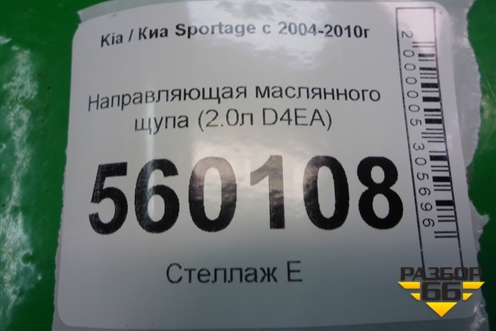 Kia / Киа Sportage с 2004-2010г
Направляющая маслянного
щупа (2.0л D4EA)
560108
Стеллаж Е
2000005305696
РАЗБОР
66